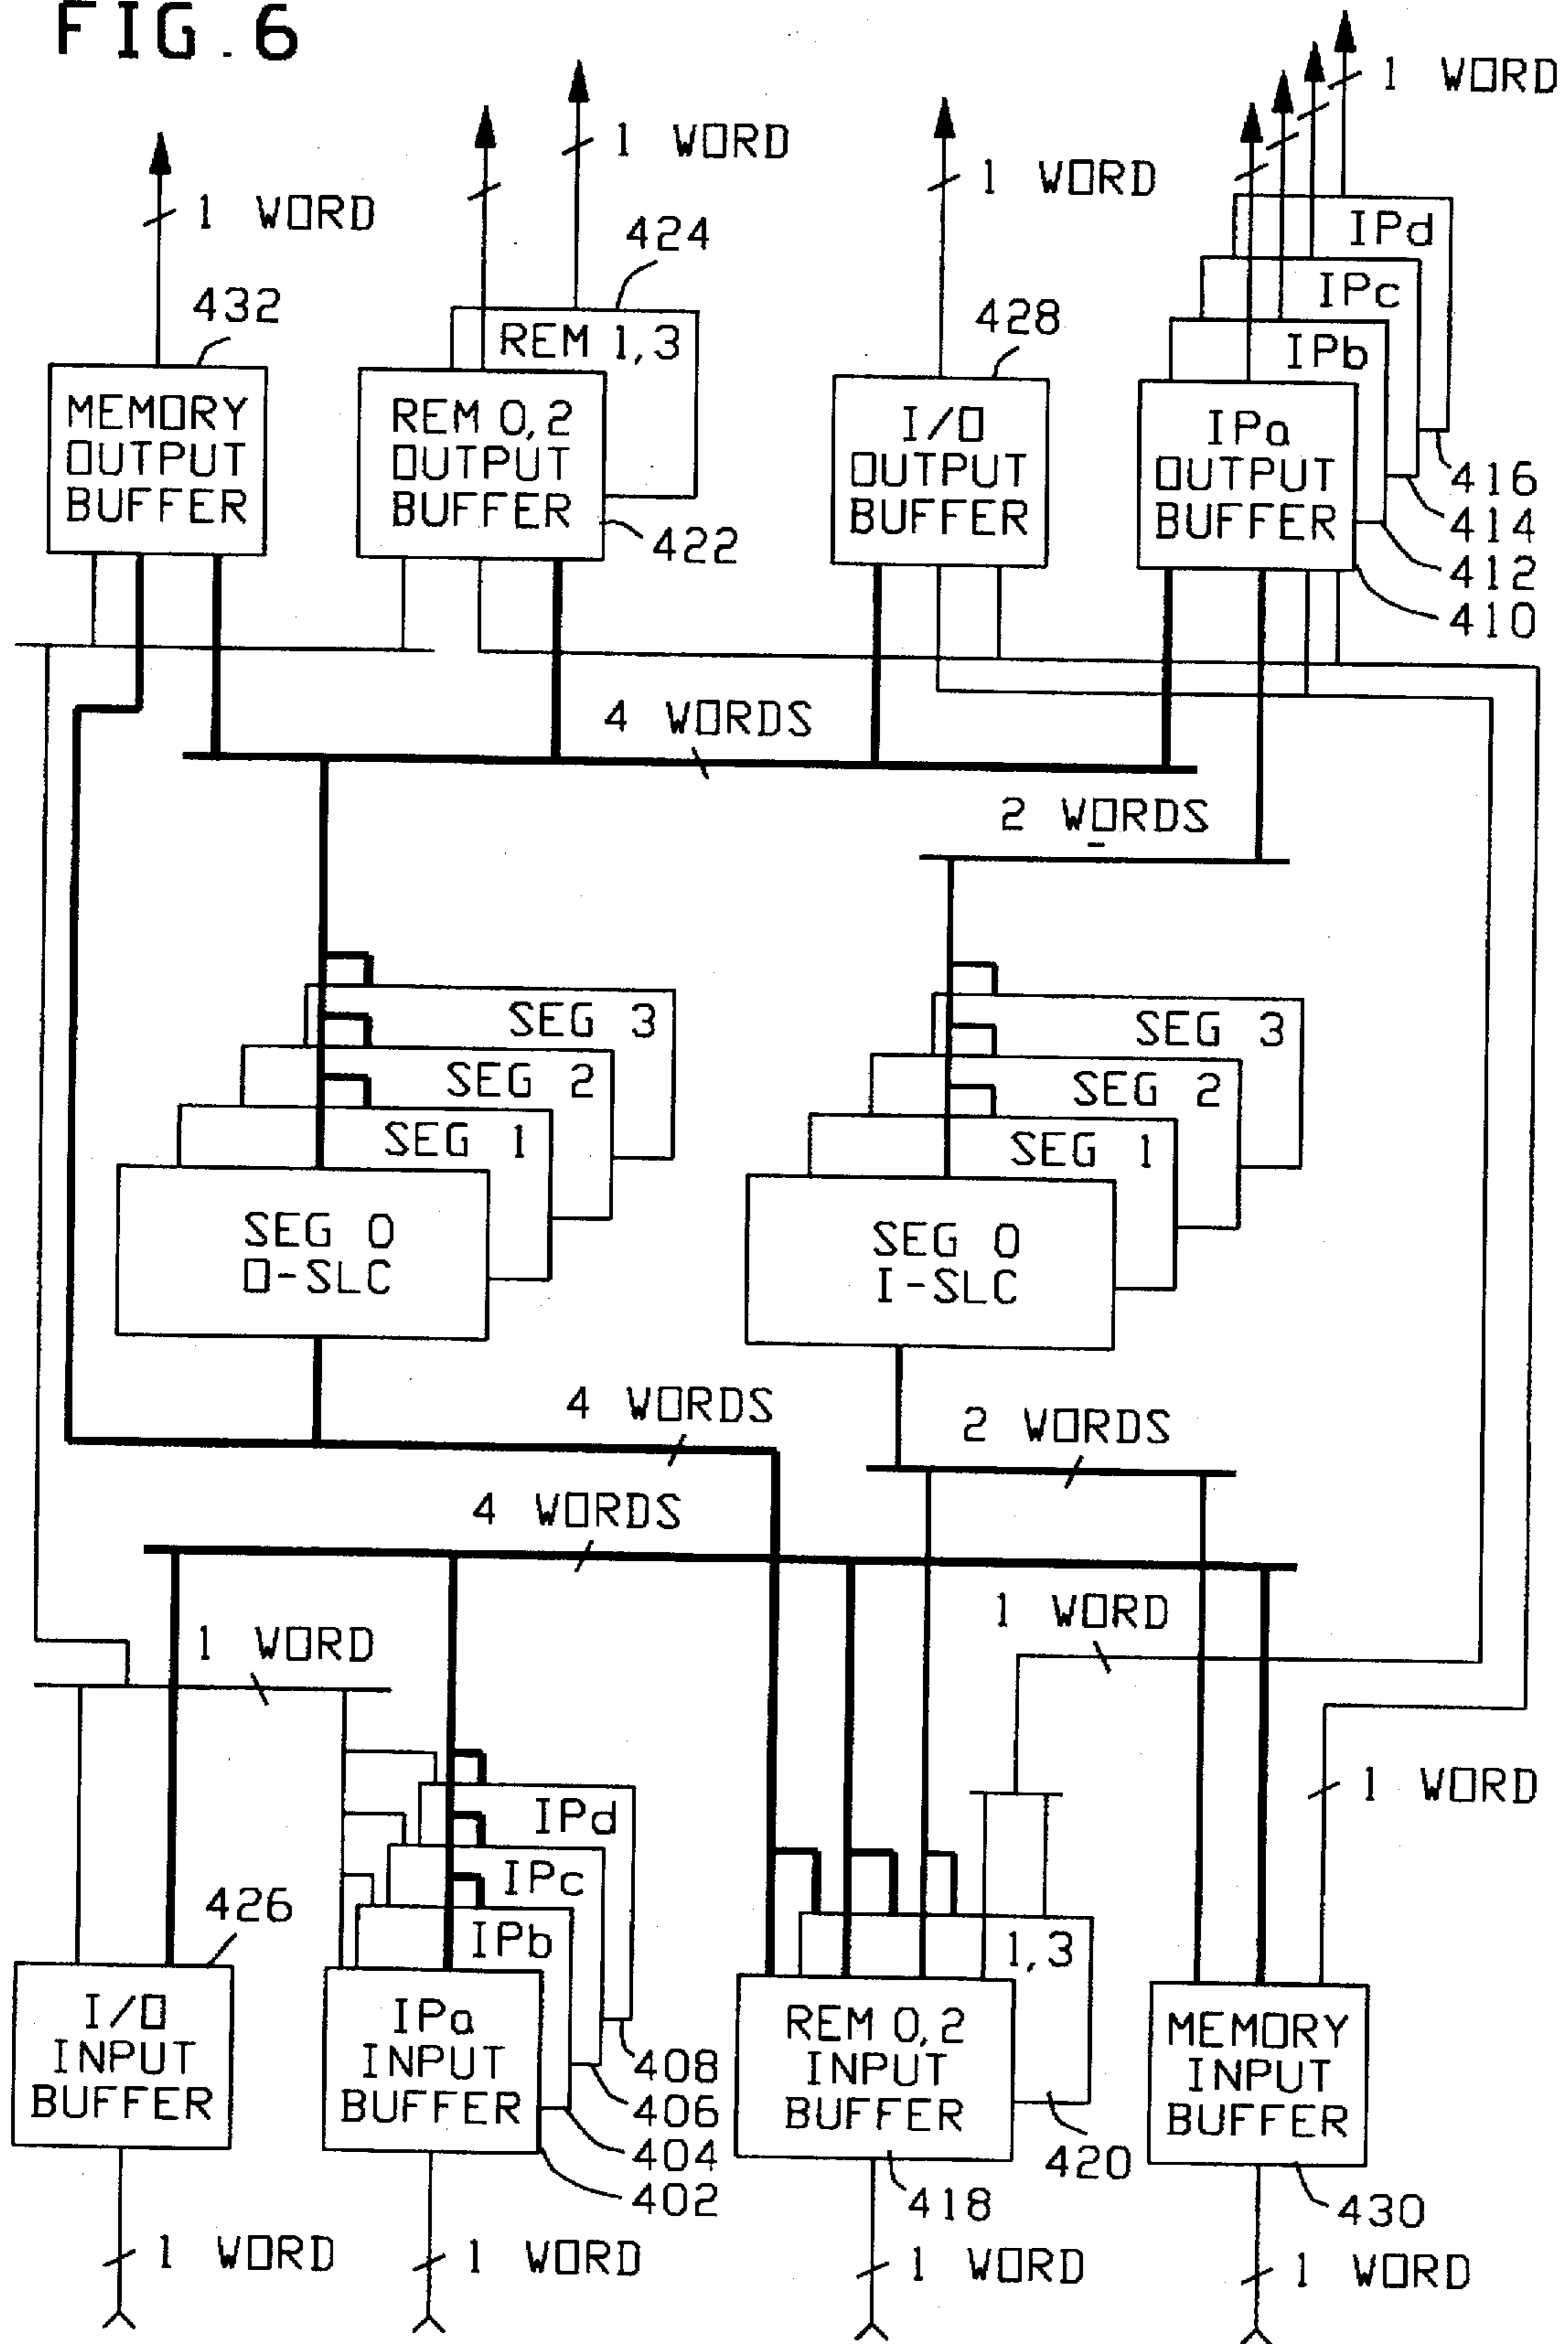 FIG.6
1 WORD
1 WORD
1 WORD
1 WORD
424
432
428
IPd
IPc
IPb
REM 1,3
MEMORY
OUTPUT
BUFFER
REM 0,2
OUTPUT
BUFFER
I/O
OUTPUT
BUFFER
IPa
OUTPUT
BUFFER
416
414
412
410
422
4 WORDS
2 WORDS
SEG 3
SEG 2
SEG 1
SEG 0
O-SLC
SEG 3
SEG 2
SEG 1
SEG 0
I-SLC
4 WORDS
2 WORDS
4 WORDS
1 WORD
1 WORD
1 WORD
IPd
IPc
IPb
426
1,3
I/O
INPUT
BUFFER
IPa
INPUT
BUFFER
REM 0,2
INPUT
BUFFER
MEMORY
INPUT
BUFFER
408
406
404
402
420
418
430
1 WORD
1 WORD
1 WORD
1 WORD